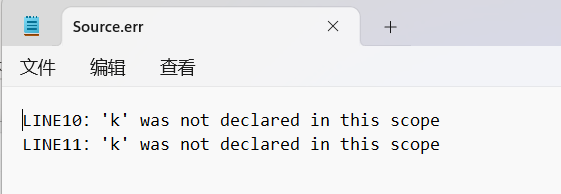 Source.err
文件 编辑 查看
LINE10: 'k' was not declared in this scope
LINE11: 'k' was not declared in this scope